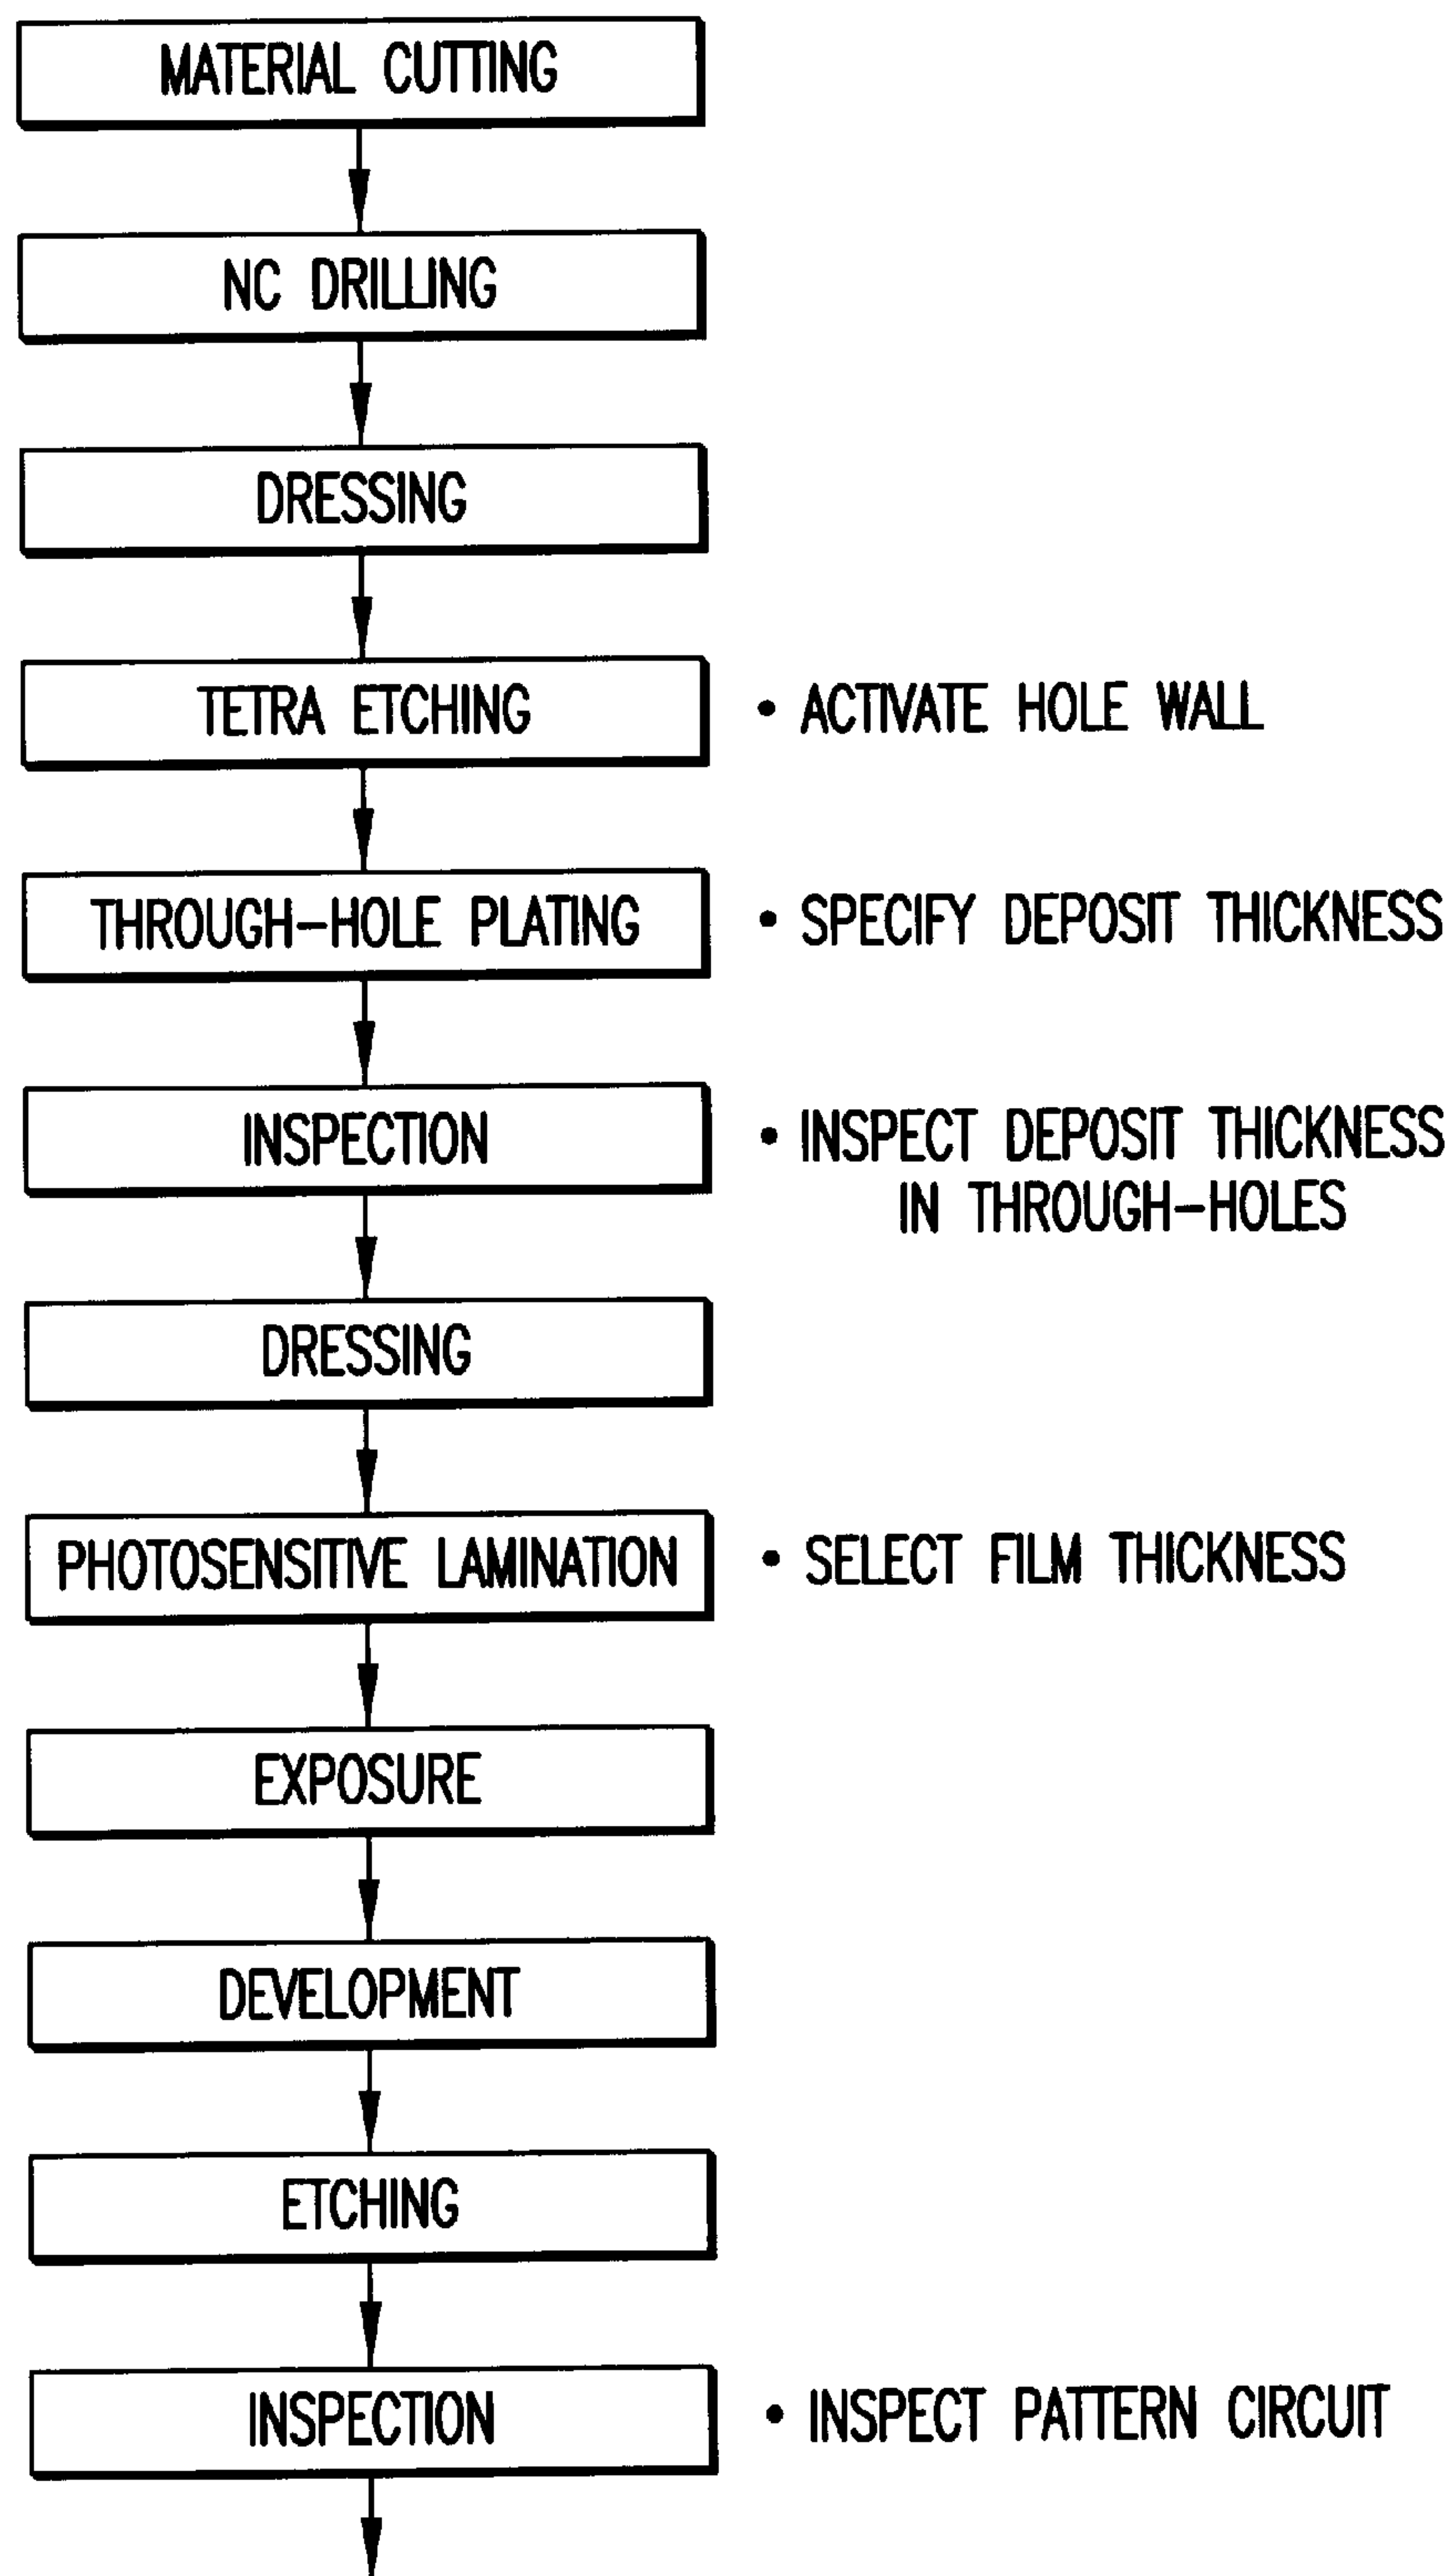 MATERIAL CUTTING
NC DRILLING
DRESSING
TETRA ETCHING
• ACTIVATE HOLE WALL
THROUGH-HOLE PLATING
• SPECIFY DEPOSIT THICKNESS
INSPECTION
• INSPECT DEPOSIT THICKNESS
IN THROUGH-HOLES
DRESSING
PHOTOSENSITIVE LAMINATION
• SELECT FILM THICKNESS
EXPOSURE
DEVELOPMENT
ETCHING
INSPECTION
• INSPECT PATTERN CIRCUIT